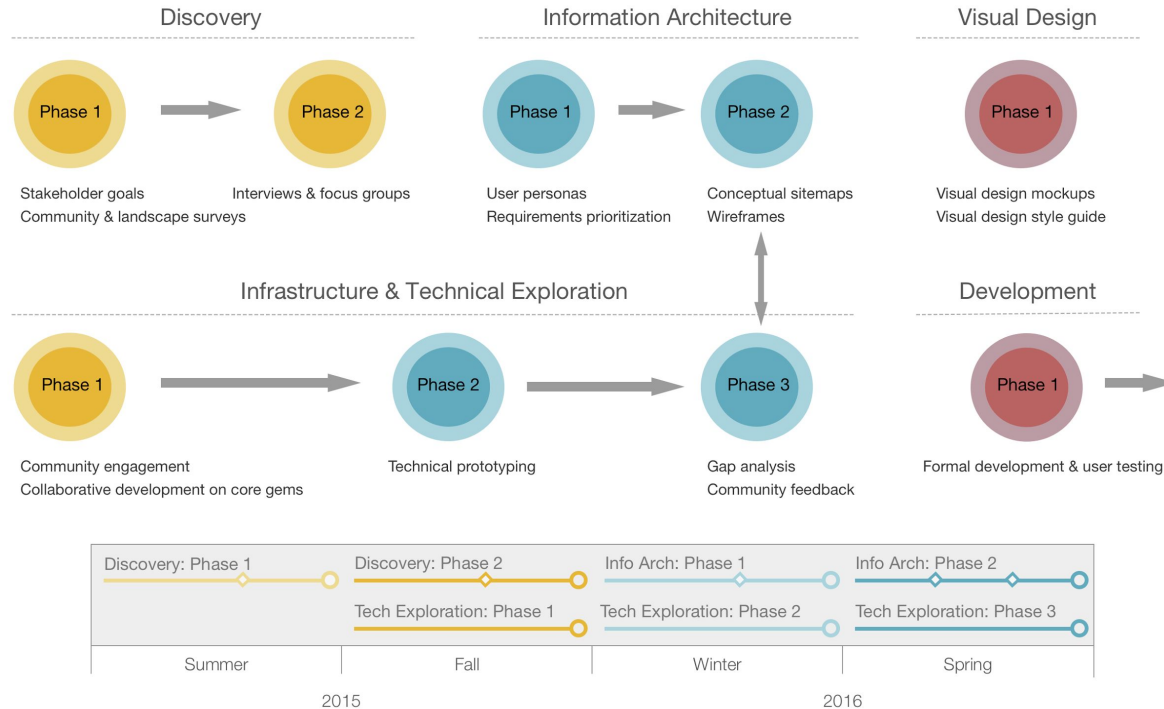 Discovery
Information Architecture
Visual Design
Phase 1
Phase 2
Phase 1
Phase 2
Phase 1
Stakeholder goals
Community & landscape surveys
Interviews & focus groups
User personas
Requirements prioritization
Conceptual sitemaps
Wireframes
Visual design mockups
Visual design style guide
Infrastructure & Technical Exploration
Development
Phase 1
Phase 2
Phase 3
Phase 1
Community engagement
Collaborative development on core gems
Technical prototyping
Gap analysis
Community feedback
Formal development & user testing
Discovery: Phase 1
Discovery: Phase 2
Info Arch: Phase 1
Info Arch: Phase 2
Tech Exploration: Phase 1
Tech Exploration: Phase 2
Tech Exploration: Phase 3
Summer
Fall
Winter
Spring
2015
2016